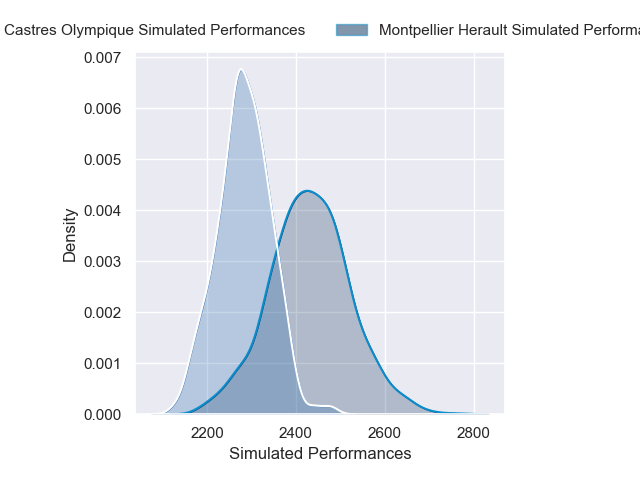 Castres Olympique Simulated Performances
Montpellier Herault Simulated Performa
0.007
0.006
0.005
0.004
0.003
0.002
0.001
0.000
Density
2200 2400 2600 2800
Simulated Performances